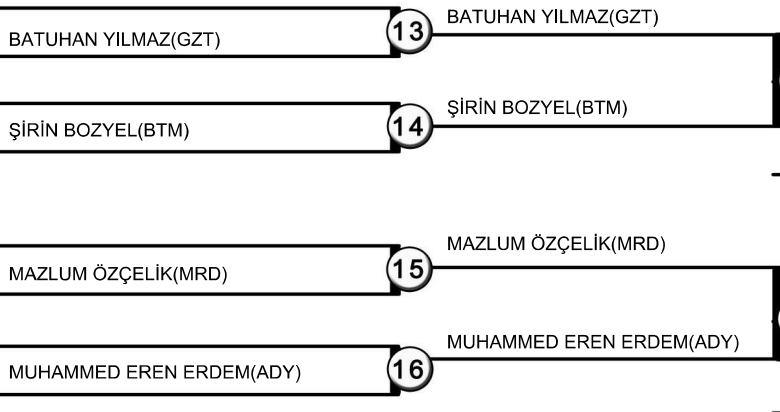 BATUHAN YILMAZ(GZT)
13
BATUHAN YILMAZ(GZT)
ŞİRİN BOZYEL(BTM)
14
ŞİRİN BOZYEL(BTM)
MAZLUM ÖZÇELİK(MRD)
15
MAZLUM ÖZÇELİK(MRD)
MUHAMMED EREN ERDEM(ADY)
16
MUHAMMED EREN ERDEM(ADY)